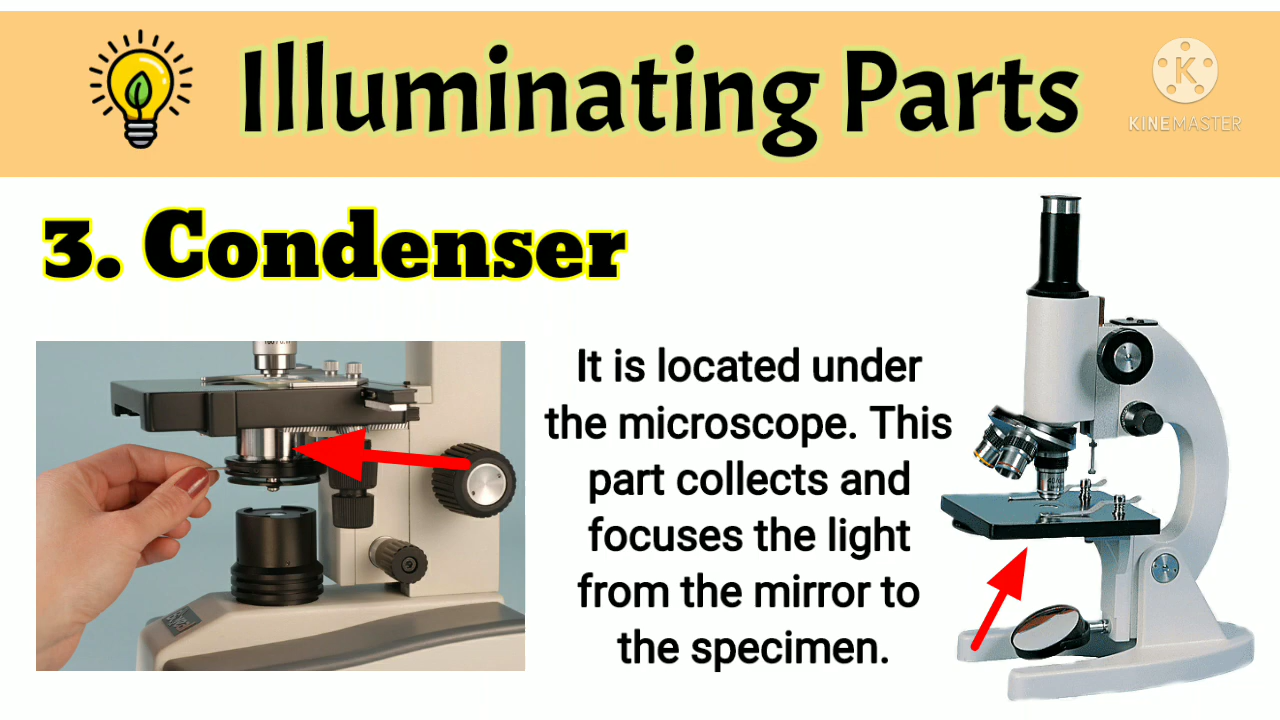 Illuminating Parts
KINEMASTER
3. Condenser
It is located under
the microscope. This
part collects and
focuses the light
from the mirror to
the specimen.